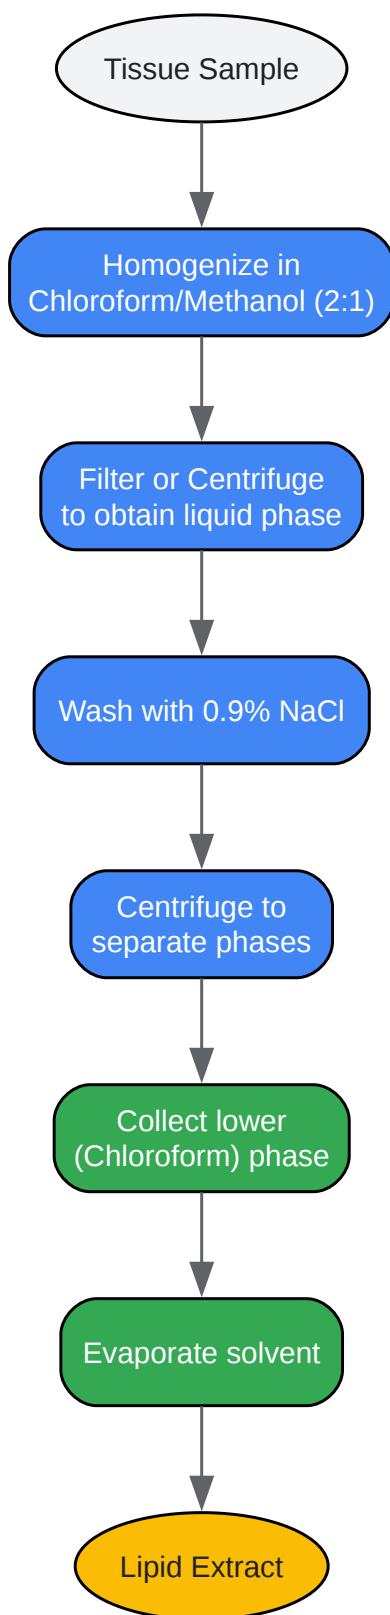 Tissue Sample
Homogenize in
Chloroform/Methanol (2:1)
Filter or Centrifuge
to obtain liquid phase
Wash with 0.9% NaCl
Centrifuge to
separate phases
Collect lower
(Chloroform) phase
Evaporate solvent
Lipid Extract